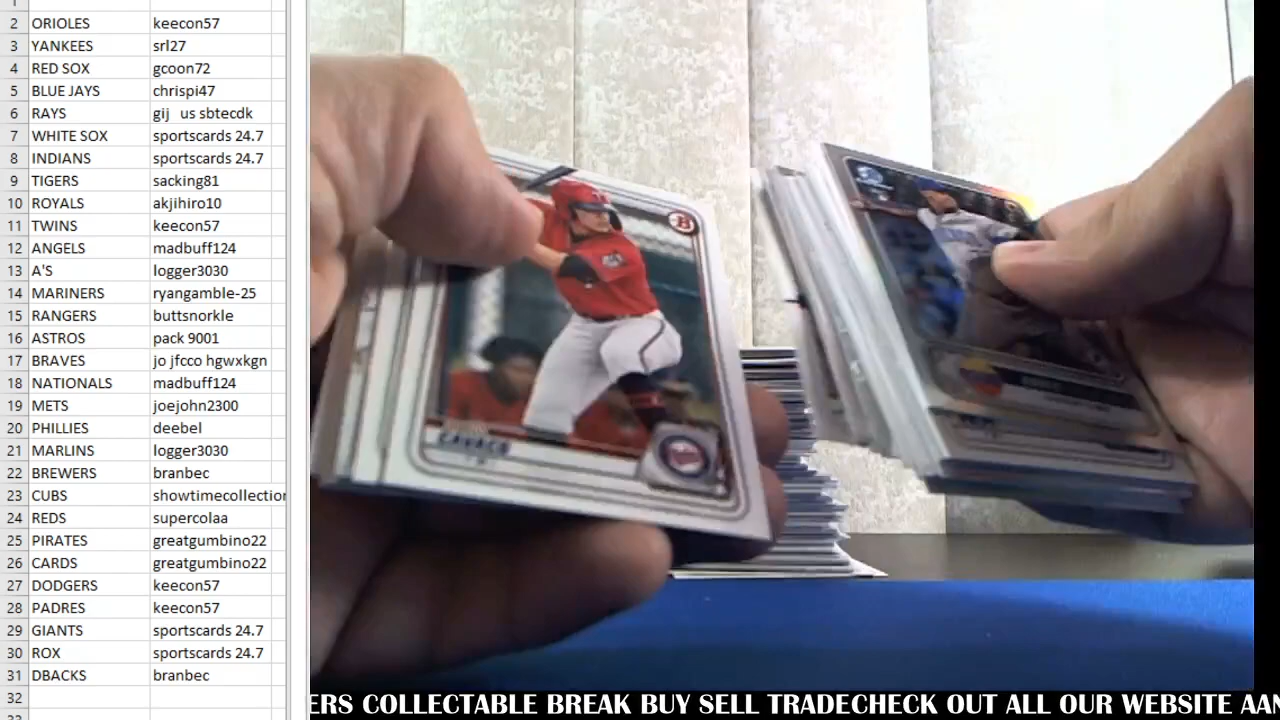 2 ORIOLES keecon57
3 YANKEES srl27
4 RED SOX gcoon72
5 BLUE JAYS chrispi47
6 RAYS gij us sbtecdk
7 WHITE SOX sportscards 24.7
8 INDIANS sportscards 24.7
9 TIGERS sacking81
10 ROYALS akjihiro10
11 TWINS keecon57
12 ANGELS madbuff124
13 A'S logger3030
14 MARINERS ryangamble-25
15 RANGERS buttsnorkle
16 ASTROS pack 9001
17 BRAVES jo jfcco hgwxkgn
18 NATIONALS madbuff124
19 METS joejohn2300
20 PHILLIES deebel
21 MARLINS logger3030
22 BREWERS branbec
23 CUBS showtimecollection
24 REDS supercolaa
25 PIRATES greatgumbino22
26 CARDS greatgumbino22
27 DODGERS keecon57
28 PADRES keecon57
29 GIANTS sportscards 24.7
30 ROX sportscards 24.7
31 DBACKS branbec
32
B
CAVACO
ERS COLLECTABLE BREAK BUY SELL TRADECHECK OUT ALL OUR WEBSITE AAN